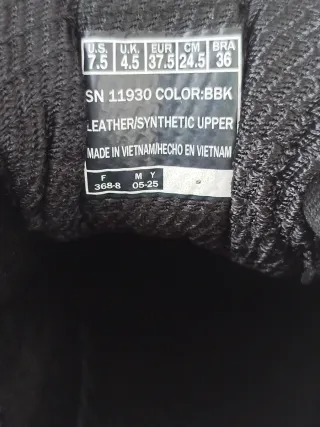 U.S. U.K. EUR CM BRA
7.5 4.5 37.5 24.5 36
SN 11930 COLOR:BBK
LEATHER/SYNTHETIC UPPER
MADE IN VIETNAM/HECHO EN VIETNAM
F M Y
368-8 05-25